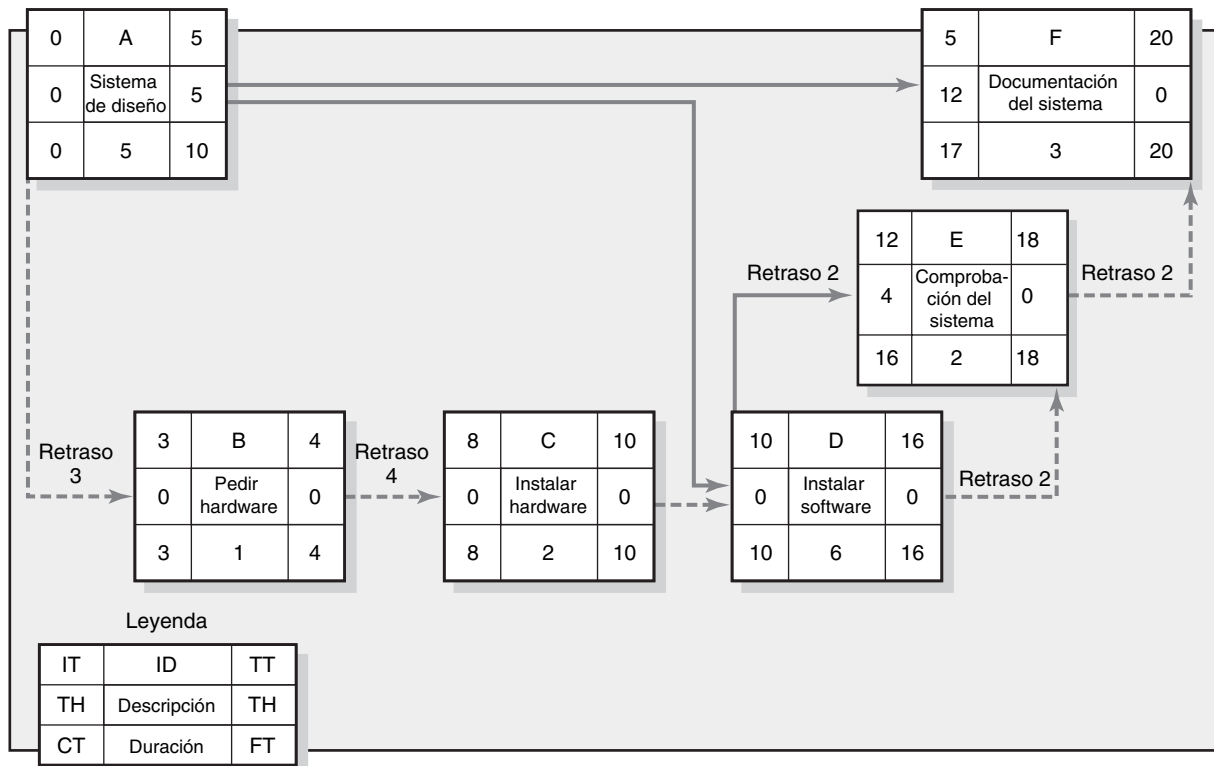 0 A 5
0 Sistema de diseño 5
0 5 10
5 F 20
12 Documentación del sistema 0
17 3 20
12 E 18
Retraso 2
4 Comproba-
ción del
sistema 0
Retraso 2
16 2 18
Retraso
3
3 B 4
0 Pedir
hardware 0
3 1 4
Retraso
4
8 C 10
0 Instalar
hardware 0
8 2 10
10 D 16
0 Instalar
software 0
10 6 16
Retraso 2
Leyenda
IT ID TT
TH Descripción TH
CT Duración FT